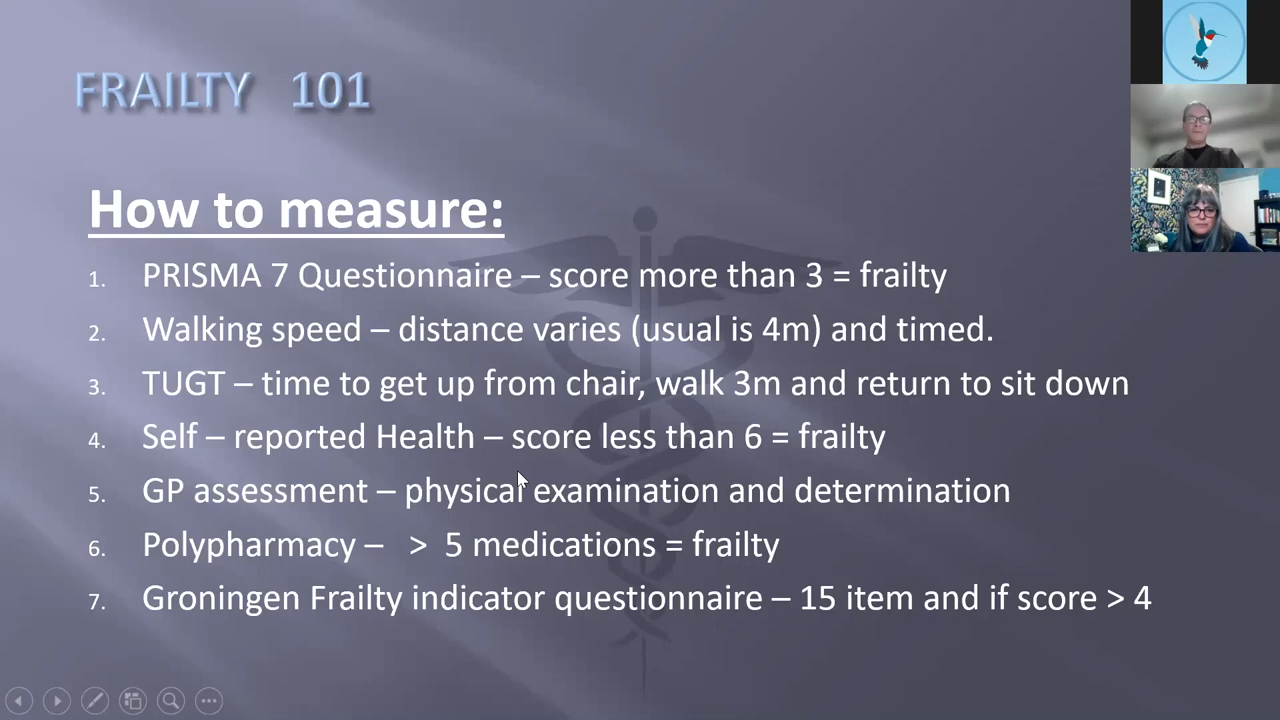 FRAILTY 101
How to measure:
1. PRISMA 7 Questionnaire – score more than 3 = frailty
2. Walking speed – distance varies (usual is 4m) and timed.
3. TUGT – time to get up from chair, walk 3m and return to sit down
4. Self – reported Health – score less than 6 = frailty
5. GP assessment – physical examination and determination
6. Polypharmacy – > 5 medications = frailty
7. Groningen Frailty indicator questionnaire – 15 item and if score > 4